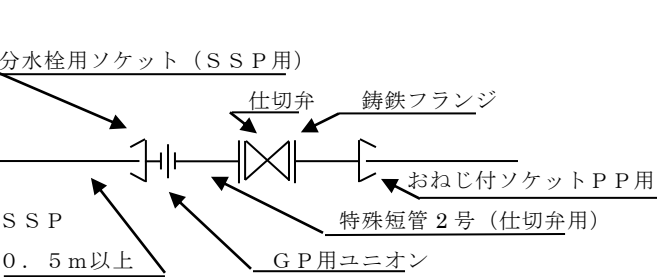 分水栓用ソケット（ＳＳＰ用）
仕切弁
鋳鉄フランジ
おねじ付ソケットＰＰ用
ＳＳＰ
特殊短管２号（仕切弁用）
０．５ｍ以上
ＧＰ用ユニオン